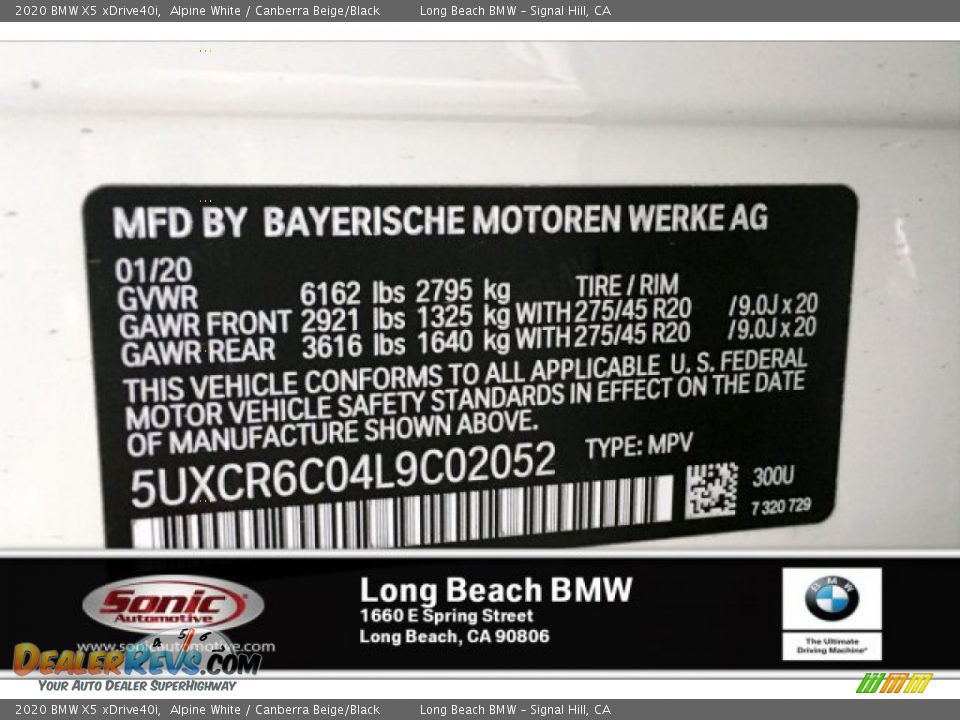 2020 BMW X5 xDrive40i, Alpine White / Canberra Beige/Black Long Beach BMW - Signal Hill, CA
MFD BY BAYERISCHE MOTOREN WERKE AG
01/20
GVWR 6162 lbs 2795 kg TIRE / RIM
GAWR FRONT 2921 lbs 1325 kg WITH 275/45 R20 /9.0J x 20
GAWR REAR 3616 lbs 1640 kg WITH 275/45 R20 /9.0J x 20
THIS VEHICLE CONFORMS TO ALL APPLICABLE U. S. FEDERAL
MOTOR VEHICLE SAFETY STANDARDS IN EFFECT ON THE DATE
OF MANUFACTURE SHOWN ABOVE.
5UXCR6C04L9C02052 TYPE: MPV
300U
7 320 729
Sonic
Automotive
www.sonicautomotive.com
Long Beach BMW
1660 E Spring Street
Long Beach, CA 90806
BMW
The Ultimate
Driving Machine®
4 5 6
DEALERREVS.COM
YOUR AUTO DEALER SUPERHIGHWAY
2020 BMW X5 xDrive40i, Alpine White / Canberra Beige/Black Long Beach BMW - Signal Hill, CA